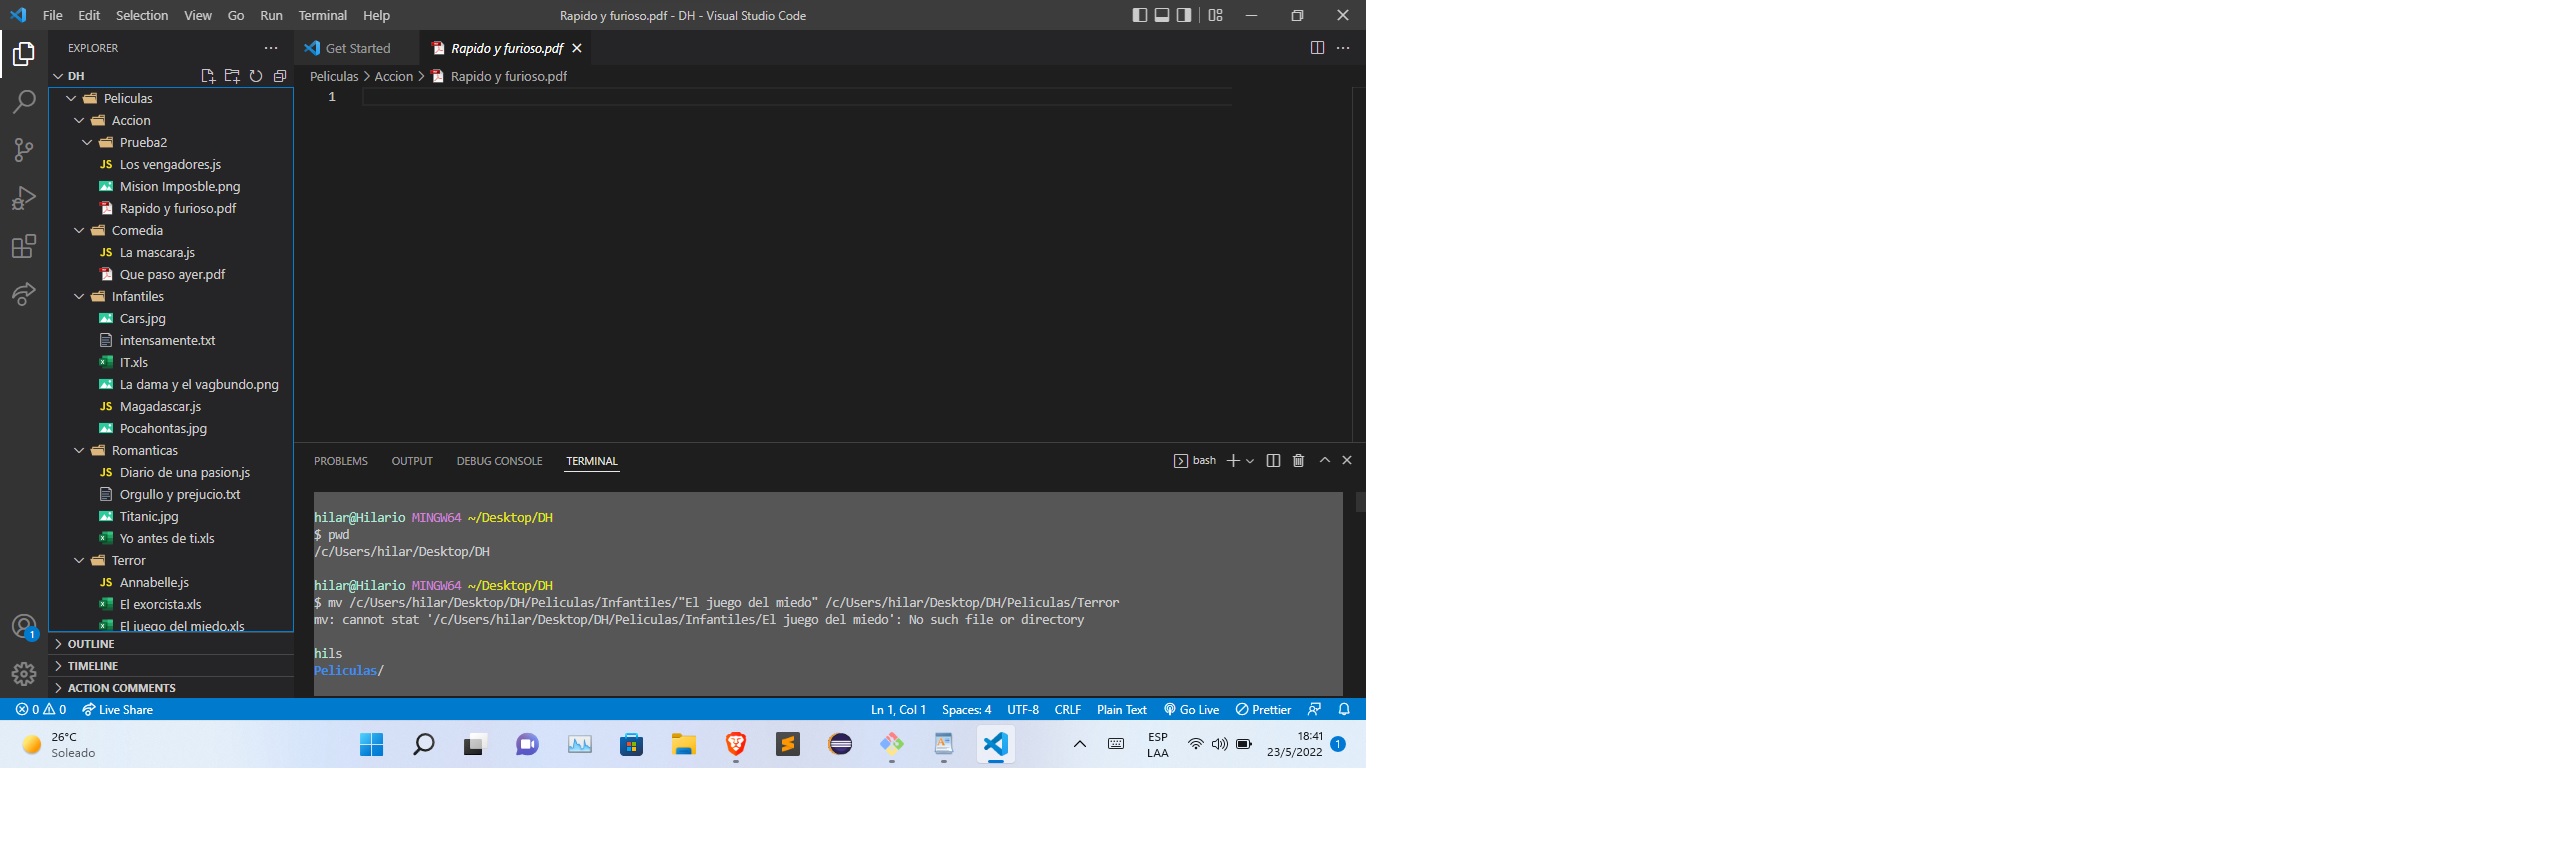 File Edit Selection View Go Run Terminal Help
Rapido y furioso.pdf - DH - Visual Studio Code
EXPLORER
DH
Peliculas
Accion
Prueba2
JS Los vengadores.js
Mision Imposble.png
Rapido y furioso.pdf
Comedia
JS La mascara.js
Que paso ayer.pdf
Infantiles
Cars.jpg
intensamente.txt
IT.xls
La dama y el vagbundo.png
JS Magadascar.js
Pocahontas.jpg
Romanticas
JS Diario de una pasion.js
Orgullo y prejucio.txt
Titanic.jpg
Yo antes de ti.xls
Terror
JS Annabelle.js
El exorcista.xls
El juego del miedo.xls
OUTLINE
TIMELINE
ACTION COMMENTS
1
Get Started
Rapido y furioso.pdf
Peliculas > Accion > Rapido y furioso.pdf
1
PROBLEMS OUTPUT DEBUG CONSOLE TERMINAL
bash
hilar@Hilario MINGW64 ~/Desktop/DH
$ pwd
/c/Users/hilar/Desktop/DH
hilar@Hilario MINGW64 ~/Desktop/DH
$ mv /c/Users/hilar/Desktop/DH/Peliculas/Infantiles/"El juego del miedo" /c/Users/hilar/Desktop/DH/Peliculas/Terror
mv: cannot stat '/c/Users/hilar/Desktop/DH/Peliculas/Infantiles/El juego del miedo': No such file or directory
hils
Peliculas/
0 0 Live Share
Ln 1, Col 1 Spaces: 4 UTF-8 CRLF Plain Text Go Live Prettier
26°C
Soleado
ESP
LAA
18:41
23/5/2022
1